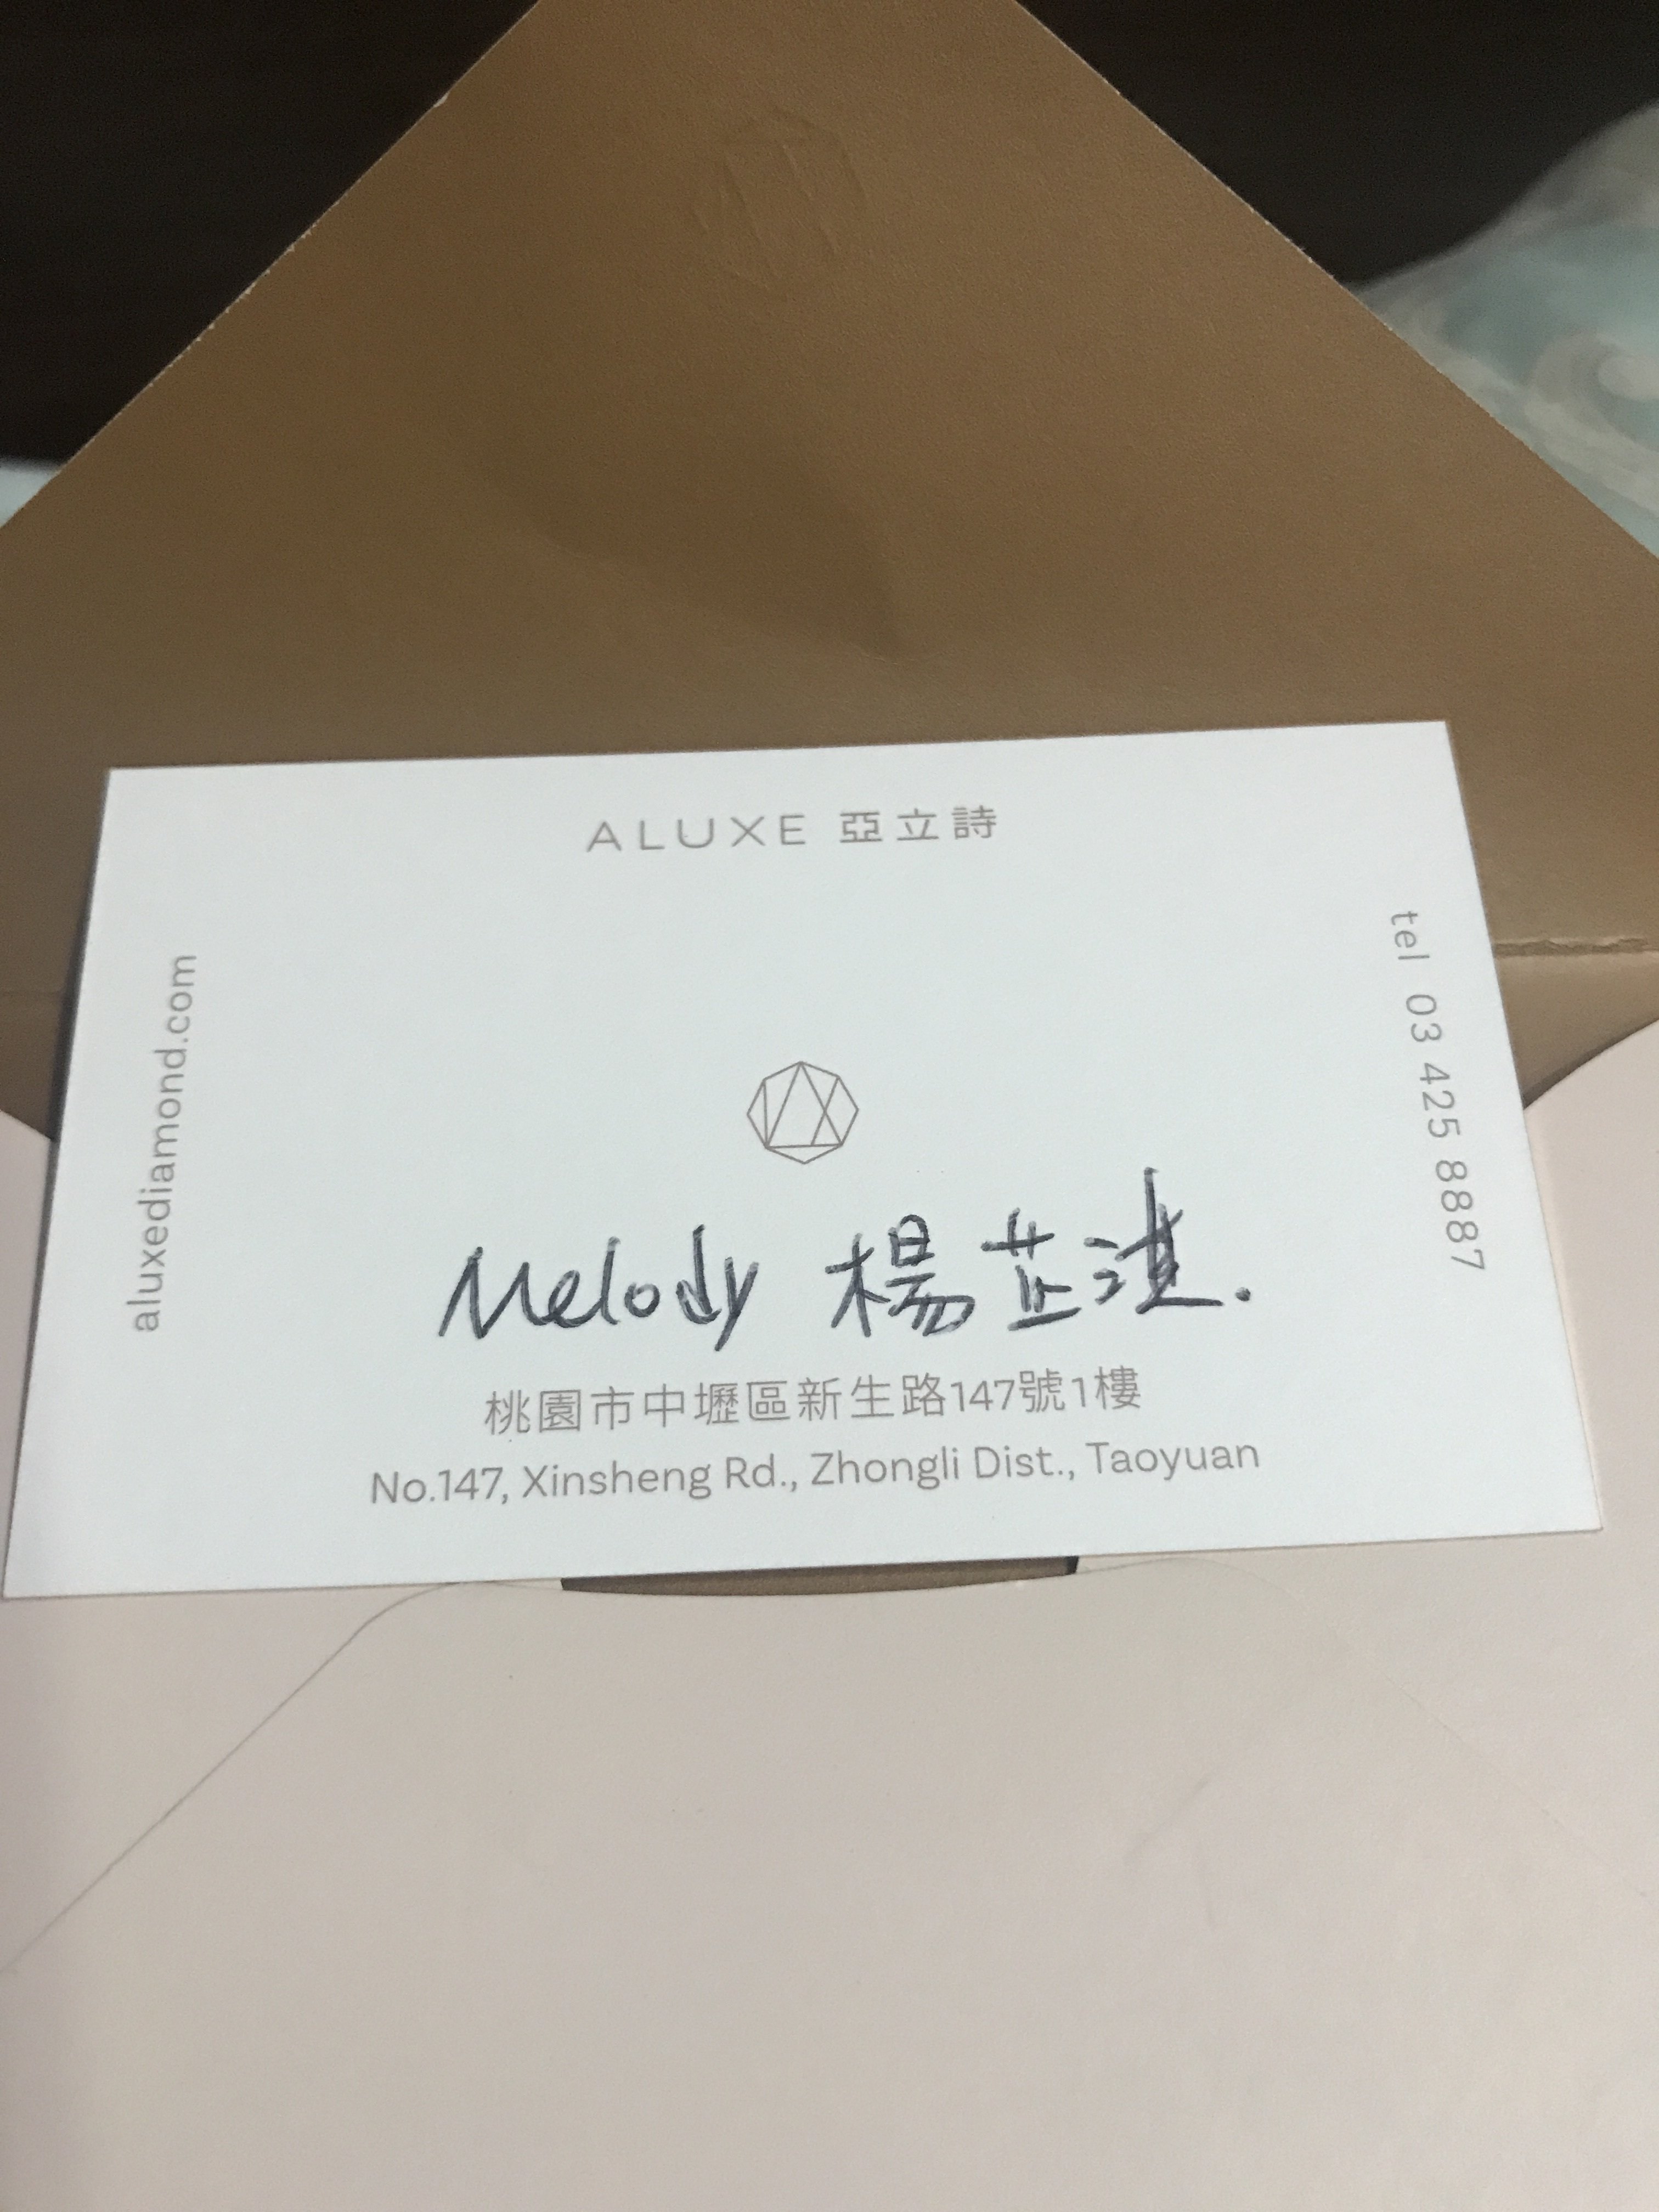 ALUXE 亞立詩
aluxediamond.com
tel 03 425 8887
Melody 楊芷
桃園市中壢區新生路147號1樓
No.147, Xinsheng Rd., Zhongli Dist., Taoyuan